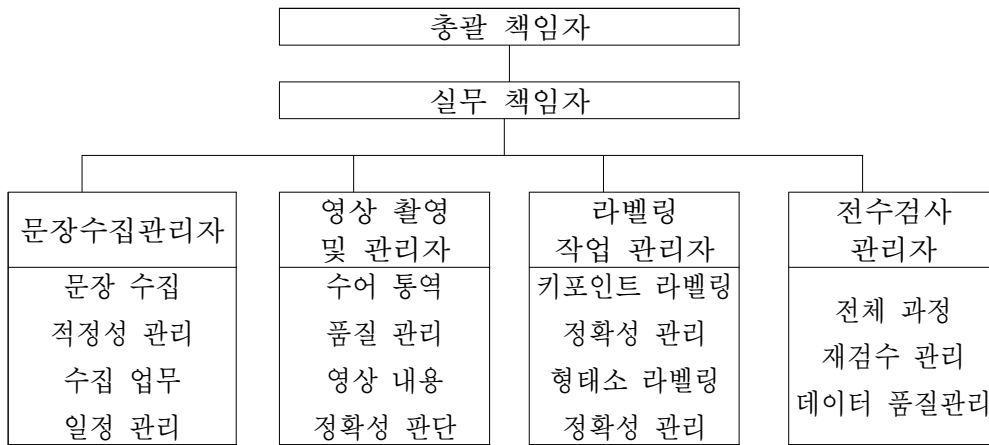 총괄 책임자
실무 책임자
문장수집관리자
문장 수집
적정성 관리
수집 업무
일정 관리
영상 촬영
및 관리자
수어 통역
품질 관리
영상 내용
정확성 판단
라벨링
작업 관리자
키포인트 라벨링
정확성 관리
형태소 라벨링
정확성 관리
전수검사
관리자
전체 과정
재검수 관리
데이터 품질관리